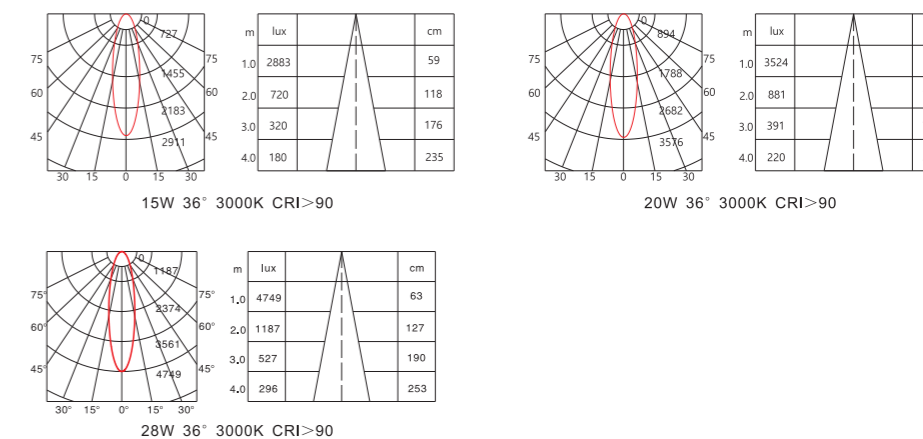 0
727
1455
2183
2911
75 75
60 60
45 45
30 15 0 15 30
m lux cm
1.0 2883 59
2.0 720 118
3.0 320 176
4.0 180 235
15W 36° 3000K CRI>90
0
894
1788
2682
3576
75 75
60 60
45 45
30 15 0 15 30
m lux
1.0 3524
2.0 881
3.0 391
4.0 220
20W 36° 3000K CRI>90
0
1187
2374
3561
4749
75° 75°
60° 60°
45° 45°
30° 15° 0° 15° 30°
m lux cm
1.0 4749 63
2.0 1187 127
3.0 527 190
4.0 296 253
28W 36° 3000K CRI>90